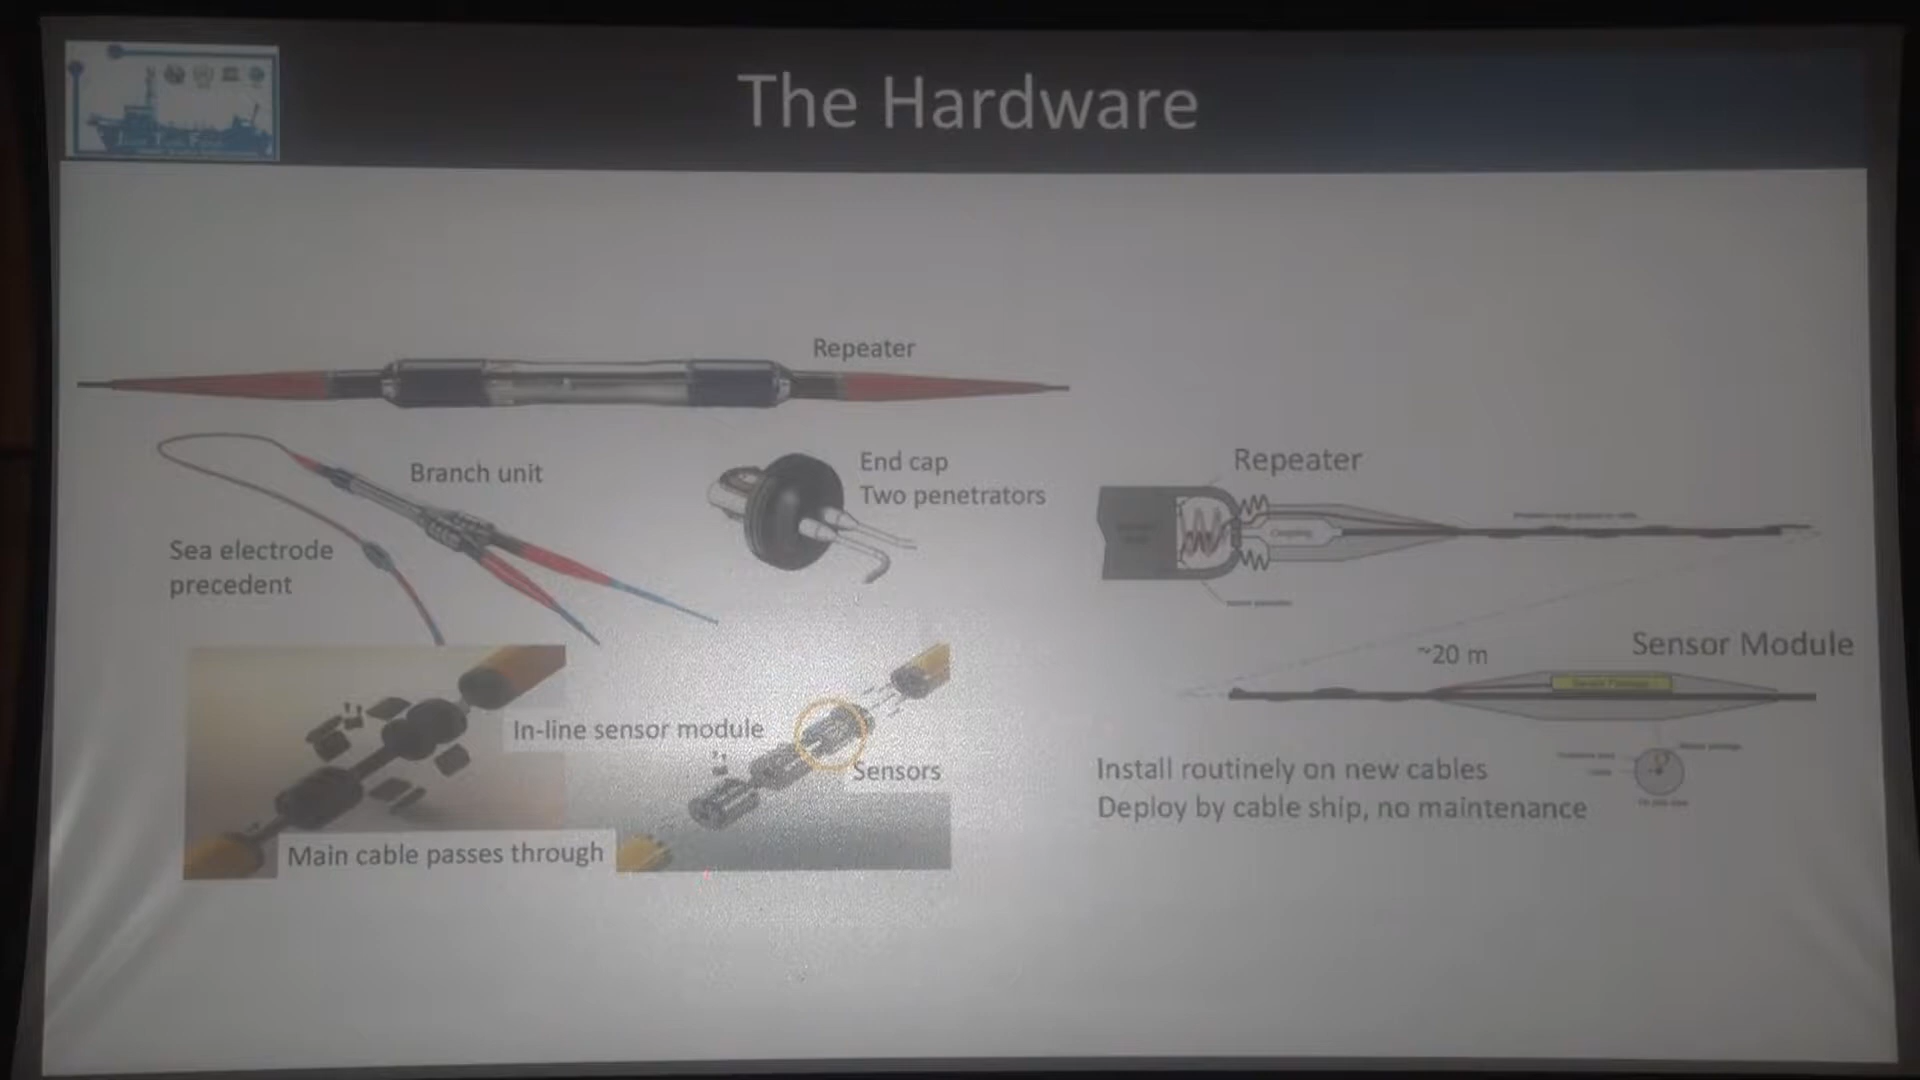 The Hardware
Repeater
Branch unit
End cap
Two penetrators
Sea electrode
precedent
Repeater
~20 m
Sensor Module
In-line sensor module
Sensors
Main cable passes through
Install routinely on new cables
Deploy by cable ship, no maintenance